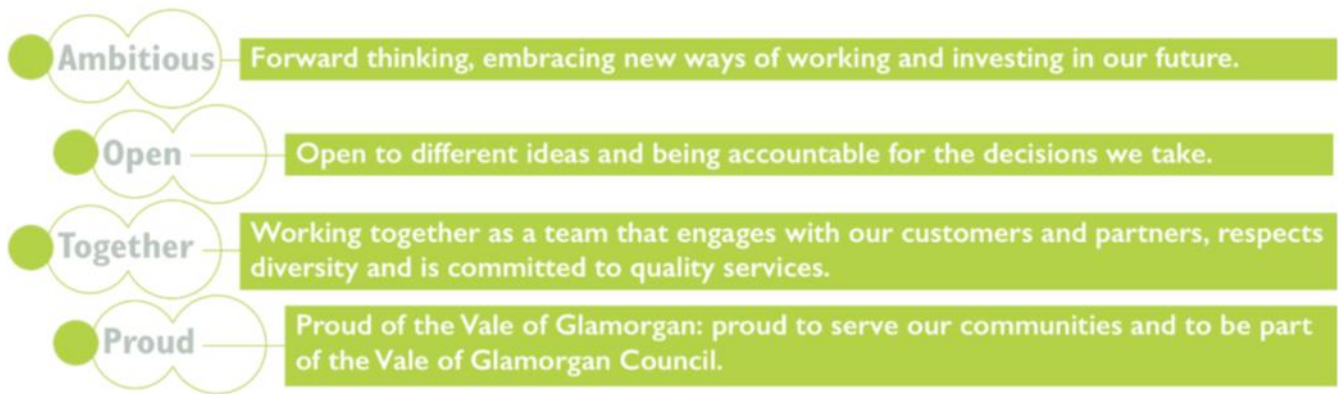 Ambitious
Forward thinking, embracing new ways of working and investing in our future.
Open
Open to different ideas and being accountable for the decisions we take.
Together
Working together as a team that engages with our customers and partners, respects
diversity and is committed to quality services.
Proud
Proud of the Vale of Glamorgan: proud to serve our communities and to be part
of the Vale of Glamorgan Council.